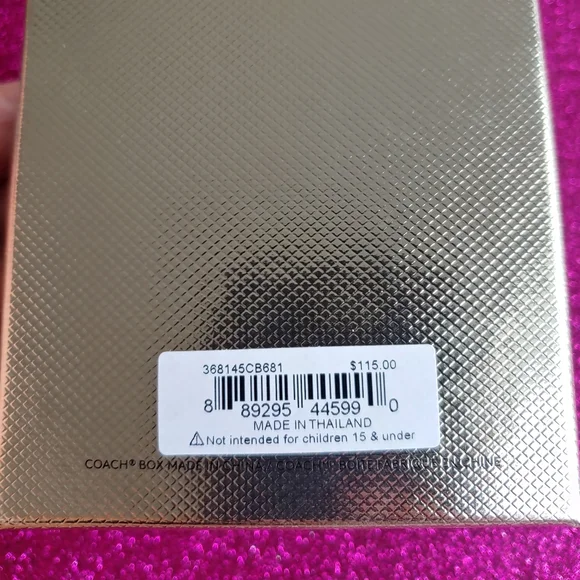 368145CB681 $115.00
8 89295 44599 0
MADE IN THAILAND
⚠ Not intended for children 15 & under
COACH® BOX MADE IN CHINA / COACH® BOÎTE FABRIQUÉ EN CHINE